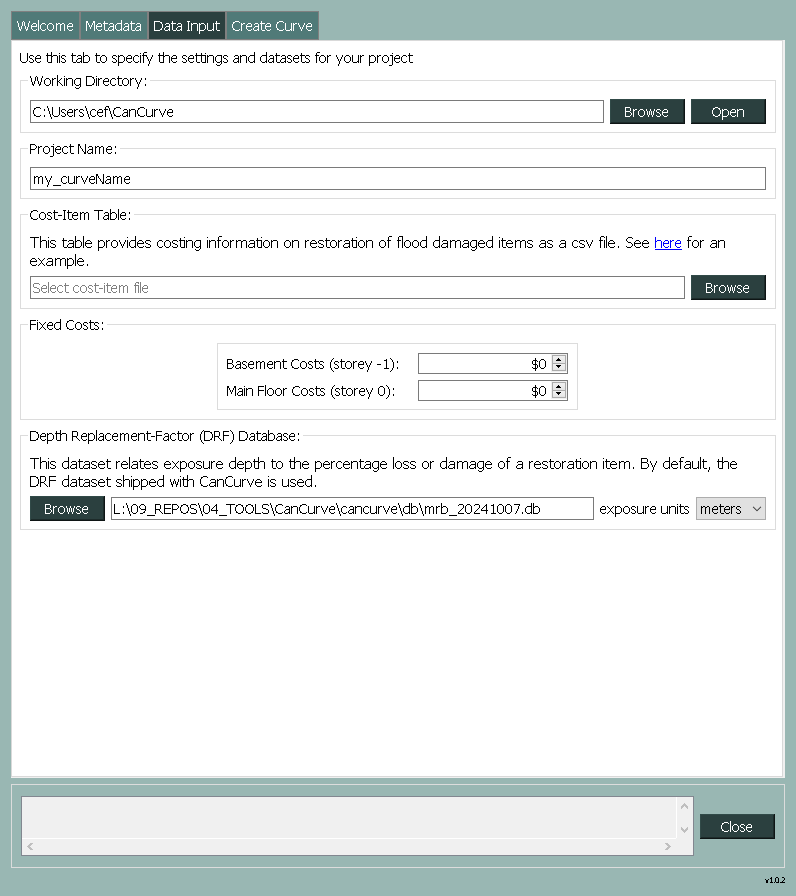 Welcome Metadata Data Input Create Curve
Use this tab to specify the settings and datasets for your project
Working Directory:
C:\Users\cef\CanCurve Browse Open
Project Name:
my_curveName
Cost-Item Table:
This table provides costing information on restoration of flood damaged items as a csv file. See here for an
example.
Select cost-item file Browse
Fixed Costs:
Basement Costs (storey -1): $0
Main Floor Costs (storey 0): $0
Depth Replacement-Factor (DRF) Database:
This dataset relates exposure depth to the percentage loss or damage of a restoration item. By default, the
DRF dataset shipped with CanCurve is used.
Browse L:\09_REPOS\04_TOOLS\CanCurve\cancurve\db\mrb_20241007.db exposure units meters
Close
v1.0.2